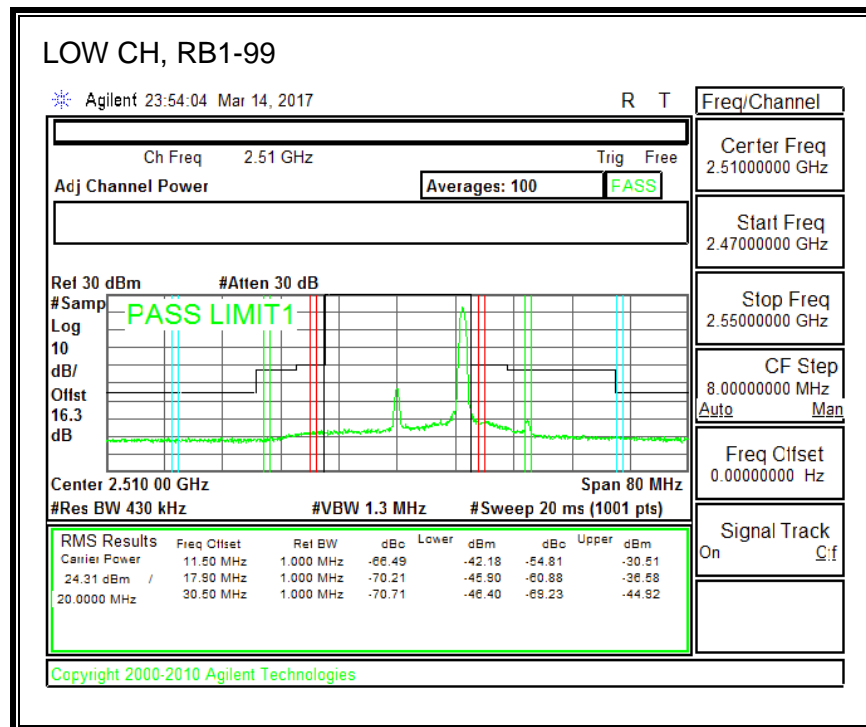 LOW CH, RB1-99
Agilent 23:54:04 Mar 14, 2017 R T
Freq/Channel
Ch Freq 2.51 GHz Trig Free
Adj Channel Power Averages: 100 PASS
Center Freq
2.51000000 GHz
Start Freq
2.47000000 GHz
Stop Freq
2.55000000 GHz
CF Step
8.00000000 MHz
Auto Man
Freq Offset
0.00000000 Hz
Signal Track
On Off
Ref 30 dBm #Atten 30 dB
#Samp
Log
10
dB/
Offst
16.3
dB
PASS LIMIT1
Center 2.510 00 GHz Span 80 MHz
#Res BW 430 kHz #VBW 1.3 MHz #Sweep 20 ms (1001 pts)
RMS Results Freq Offset Ref BW dBc Lower dBm dBc Upper dBm
Carrier Power 11.50 MHz 1.000 MHz -66.49 -42.18 -54.81 -30.51
24.31 dBm / 17.90 MHz 1.000 MHz -70.21 -45.90 -60.88 -36.58
20.0000 MHz 30.50 MHz 1.000 MHz -70.71 -46.40 -69.23 -44.92
Copyright 2000-2010 Agilent Technologies